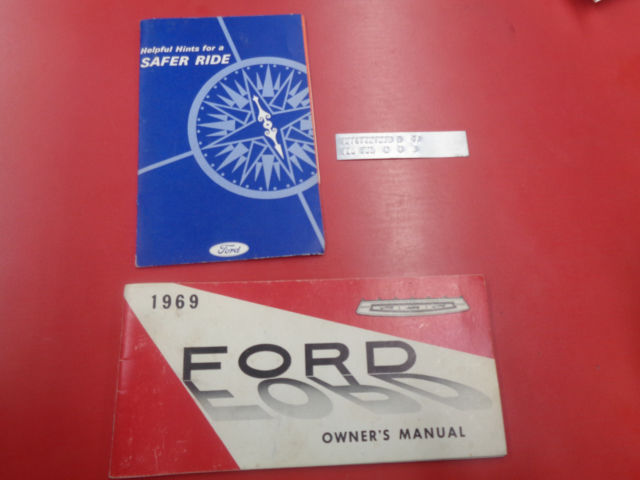 Helpful Hints for a
SAFER RIDE
Ford
1969
FORD
OWNER'S MANUAL